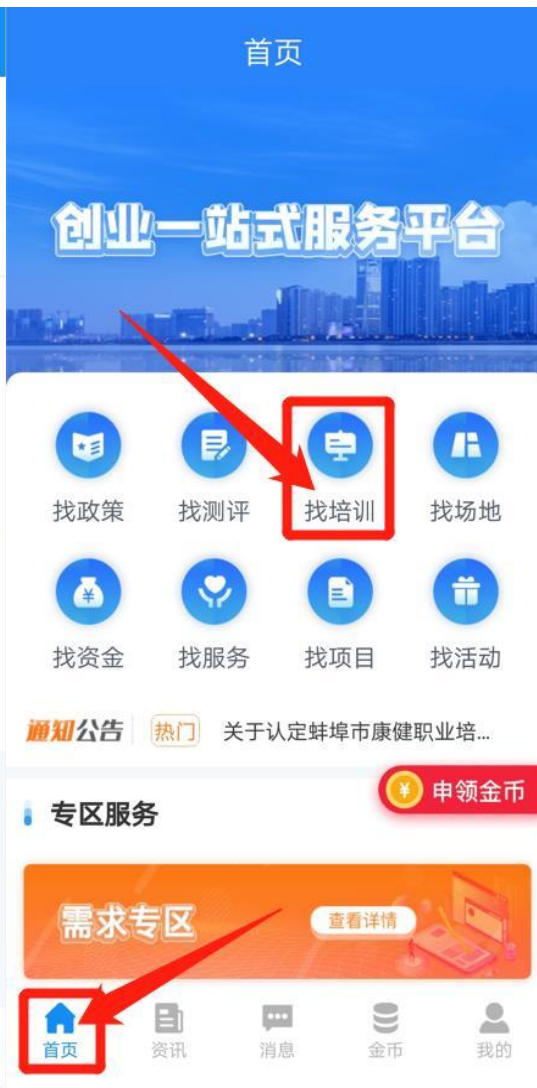 首页
创业一站式服务平台
找政策 找测评 找培训 找场地
找资金 找服务 找项目 找活动
通知公告 热门 关于认定蚌埠市康健职业培...
申领金币
专区服务
需求专区 查看详情
首页 资讯 消息 金币 我的